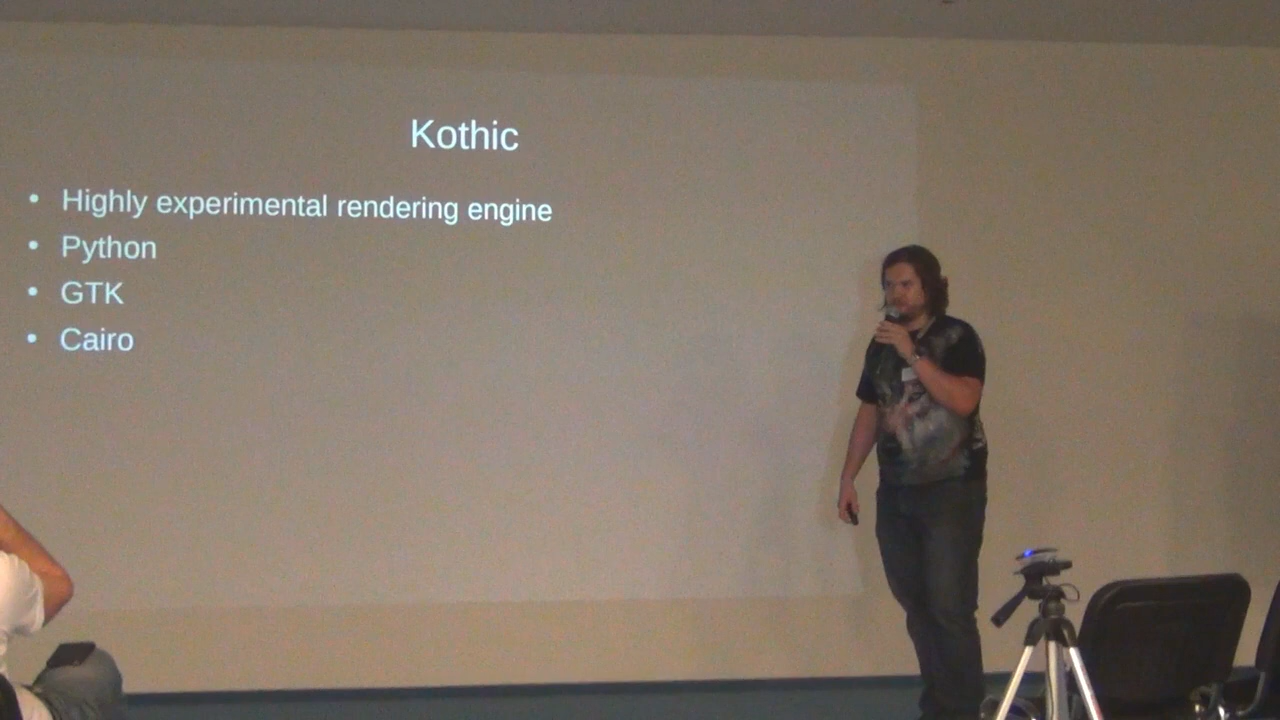 Kothic
• Highly experimental rendering engine
• Python
• GTK
• Cairo